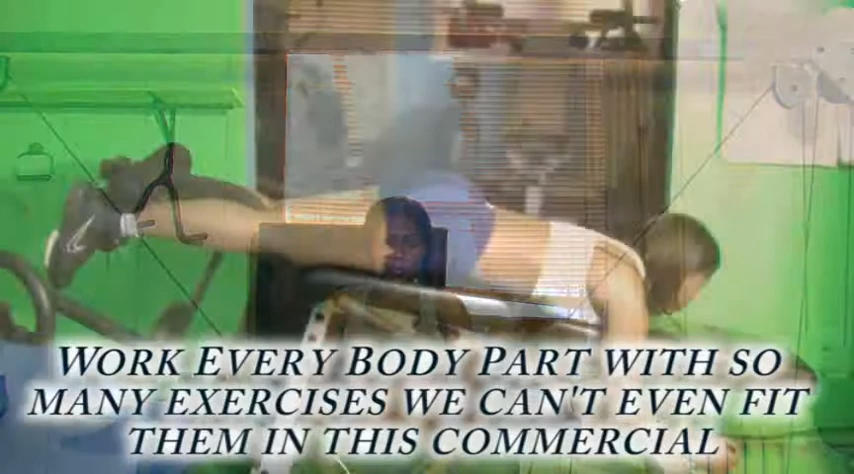 WORK EVERY BODY PART WITH SO
MANY EXERCISES WE CAN'T EVEN FIT
THEM IN THIS COMMERCIAL